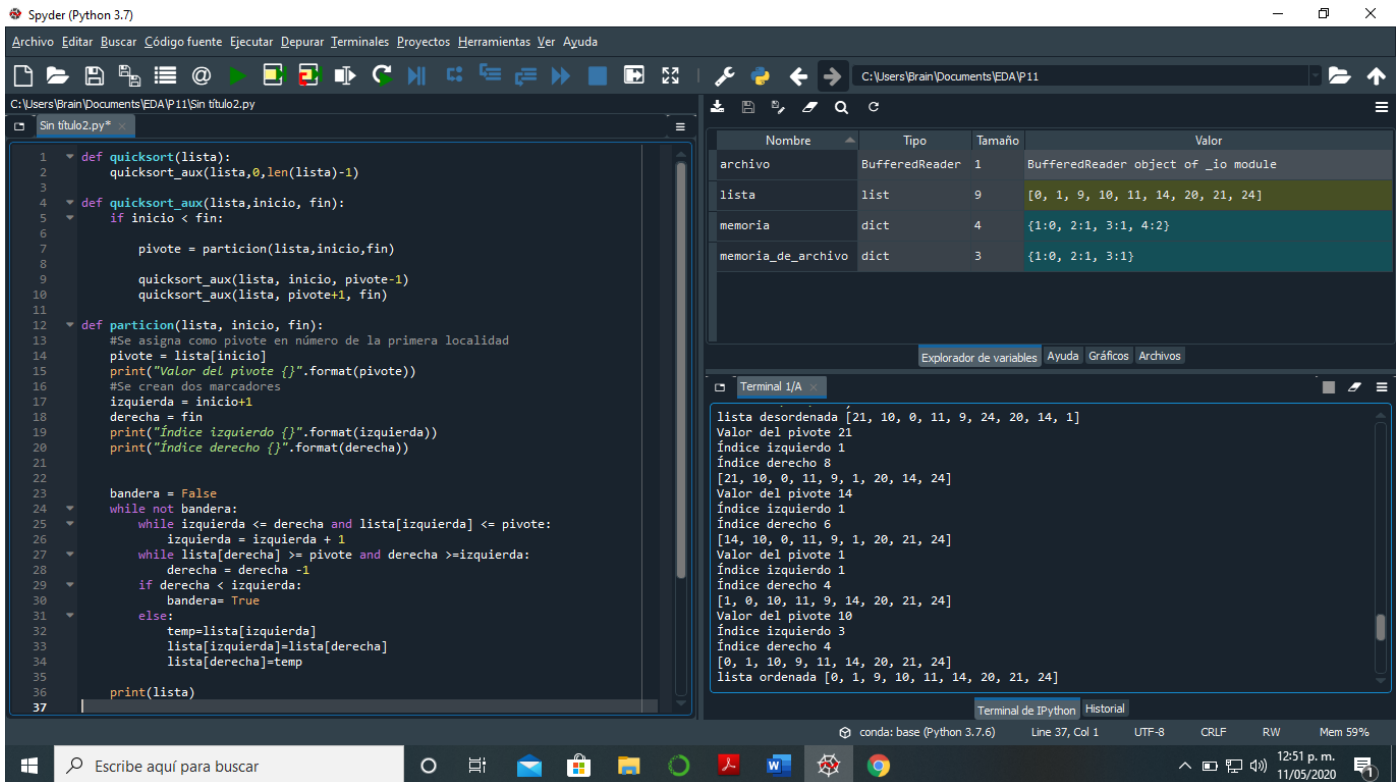 Spyder (Python 3.7)
Archivo Editar Buscar Código fuente Ejecutar Depurar Terminales Proyectos Herramientas Ver Ayuda
C:\Users\Brain\Documents\EDA\P11
C:\Users\Brain\Documents\EDA\P11\Sin título2.py
Sin título2.py*
1 def quicksort(lista):
2     quicksort_aux(lista,0,len(lista)-1)
3
4 def quicksort_aux(lista,inicio, fin):
5     if inicio < fin:
6
7         pivote = particion(lista,inicio,fin)
8
9         quicksort_aux(lista, inicio, pivote-1)
10         quicksort_aux(lista, pivote+1, fin)
11
12 def particion(lista, inicio, fin):
13     #Se asigna como pivote en número de la primera localidad
14     pivote = lista[inicio]
15     print("Valor del pivote {}".format(pivote))
16     #Se crean dos marcadores
17     izquierda = inicio+1
18     derecha = fin
19     print("Índice izquierdo {}".format(izquierda))
20     print("Índice derecho {}".format(derecha))
21
22
23     bandera = False
24     while not bandera:
25         while izquierda <= derecha and lista[izquierda] <= pivote:
26             izquierda = izquierda + 1
27         while lista[derecha] >= pivote and derecha >=izquierda:
28             derecha = derecha -1
29         if derecha < izquierda:
30             bandera= True
31         else:
32             temp=lista[izquierda]
33             lista[izquierda]=lista[derecha]
34             lista[derecha]=temp
35
36     print(lista)
37
Nombre Tipo Tamaño Valor
archivo BufferedReader 1 BufferedReader object of _io module
lista list 9 [0, 1, 9, 10, 11, 14, 20, 21, 24]
memoria dict 4 {1:0, 2:1, 3:1, 4:2}
memoria_de_archivo dict 3 {1:0, 2:1, 3:1}
Explorador de variables Ayuda Gráficos Archivos
Terminal 1/A
lista desordenada [21, 10, 0, 11, 9, 24, 20, 14, 1]
Valor del pivote 21
Índice izquierdo 1
Índice derecho 8
[21, 10, 0, 11, 9, 1, 20, 14, 24]
Valor del pivote 14
Índice izquierdo 1
Índice derecho 6
[14, 10, 0, 11, 9, 1, 20, 21, 24]
Valor del pivote 1
Índice izquierdo 1
Índice derecho 4
[1, 0, 10, 11, 9, 14, 20, 21, 24]
Valor del pivote 10
Índice izquierdo 3
Índice derecho 4
[0, 1, 10, 9, 11, 14, 20, 21, 24]
lista ordenada [0, 1, 9, 10, 11, 14, 20, 21, 24]
Terminal de IPython Historial
conda: base (Python 3.7.6) Line 37, Col 1 UTF-8 CRLF RW Mem 59%
Escribe aquí para buscar
12:51 p. m.
11/05/2020